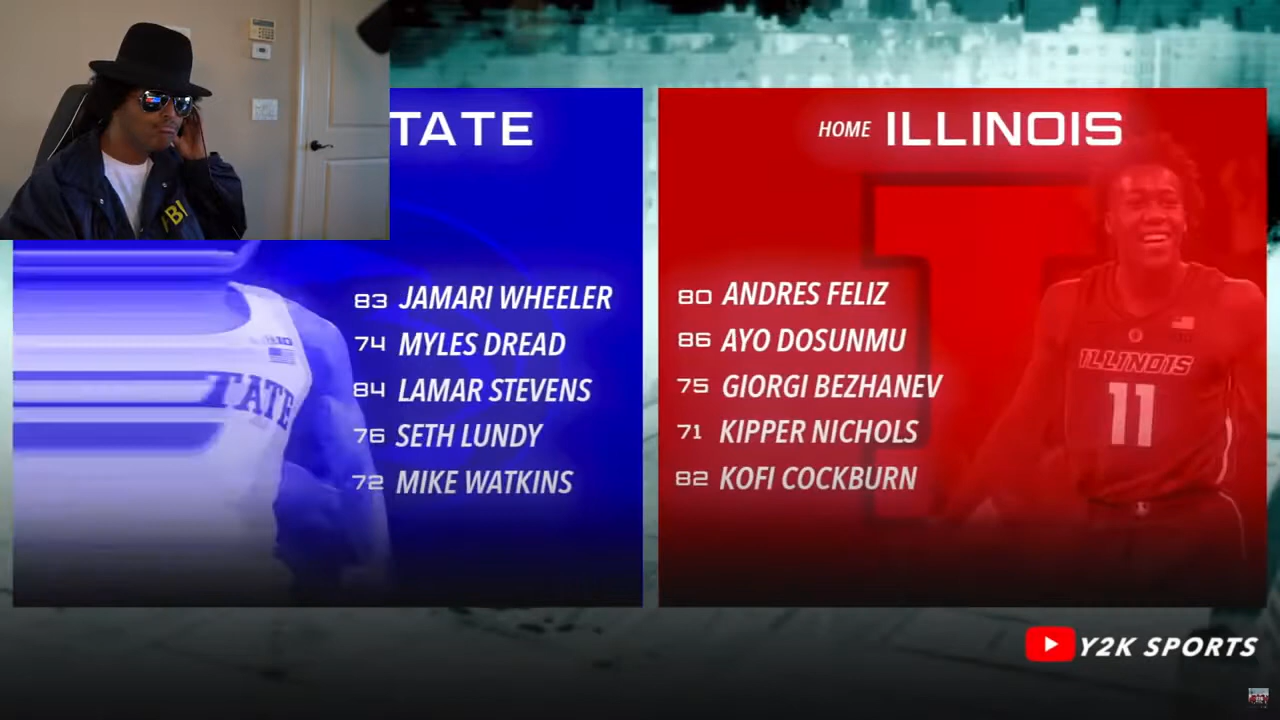 TATE
HOME ILLINOIS
83 JAMARI WHEELER
74 MYLES DREAD
84 LAMAR STEVENS
76 SETH LUNDY
72 MIKE WATKINS
80 ANDRES FELIZ
86 AYO DOSUNMU
75 GIORGI BEZHANEV
71 KIPPER NICHOLS
82 KOFI COCKBURN
TATE
ILLINOIS
11
Y2K SPORTS